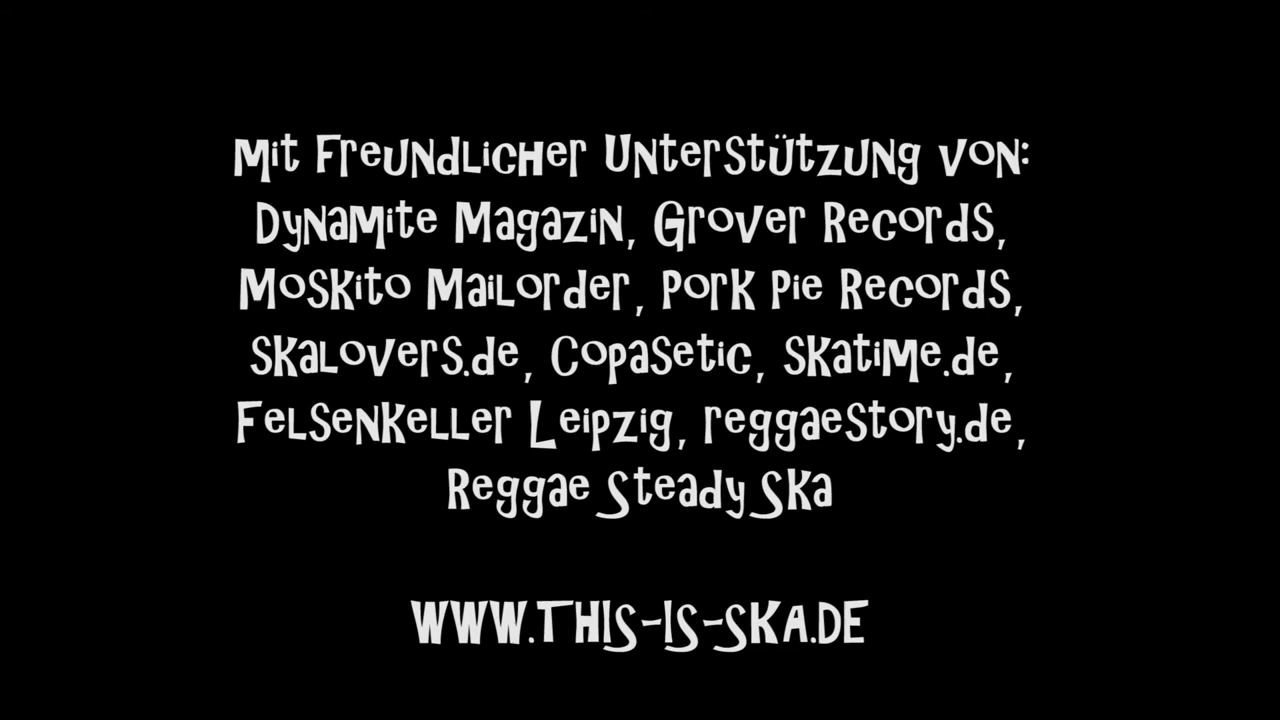 Mit Freundlicher Unterstützung von:
Dynamite Magazin, Grover Records,
Moskito Mailorder, Pork Pie Records,
Skalovers.de, Copasetic, Skatime.de,
Felsenkeller Leipzig, reggaestory.de,
Reggae Steady Ska
WWW.THIS-IS-SKA.DE